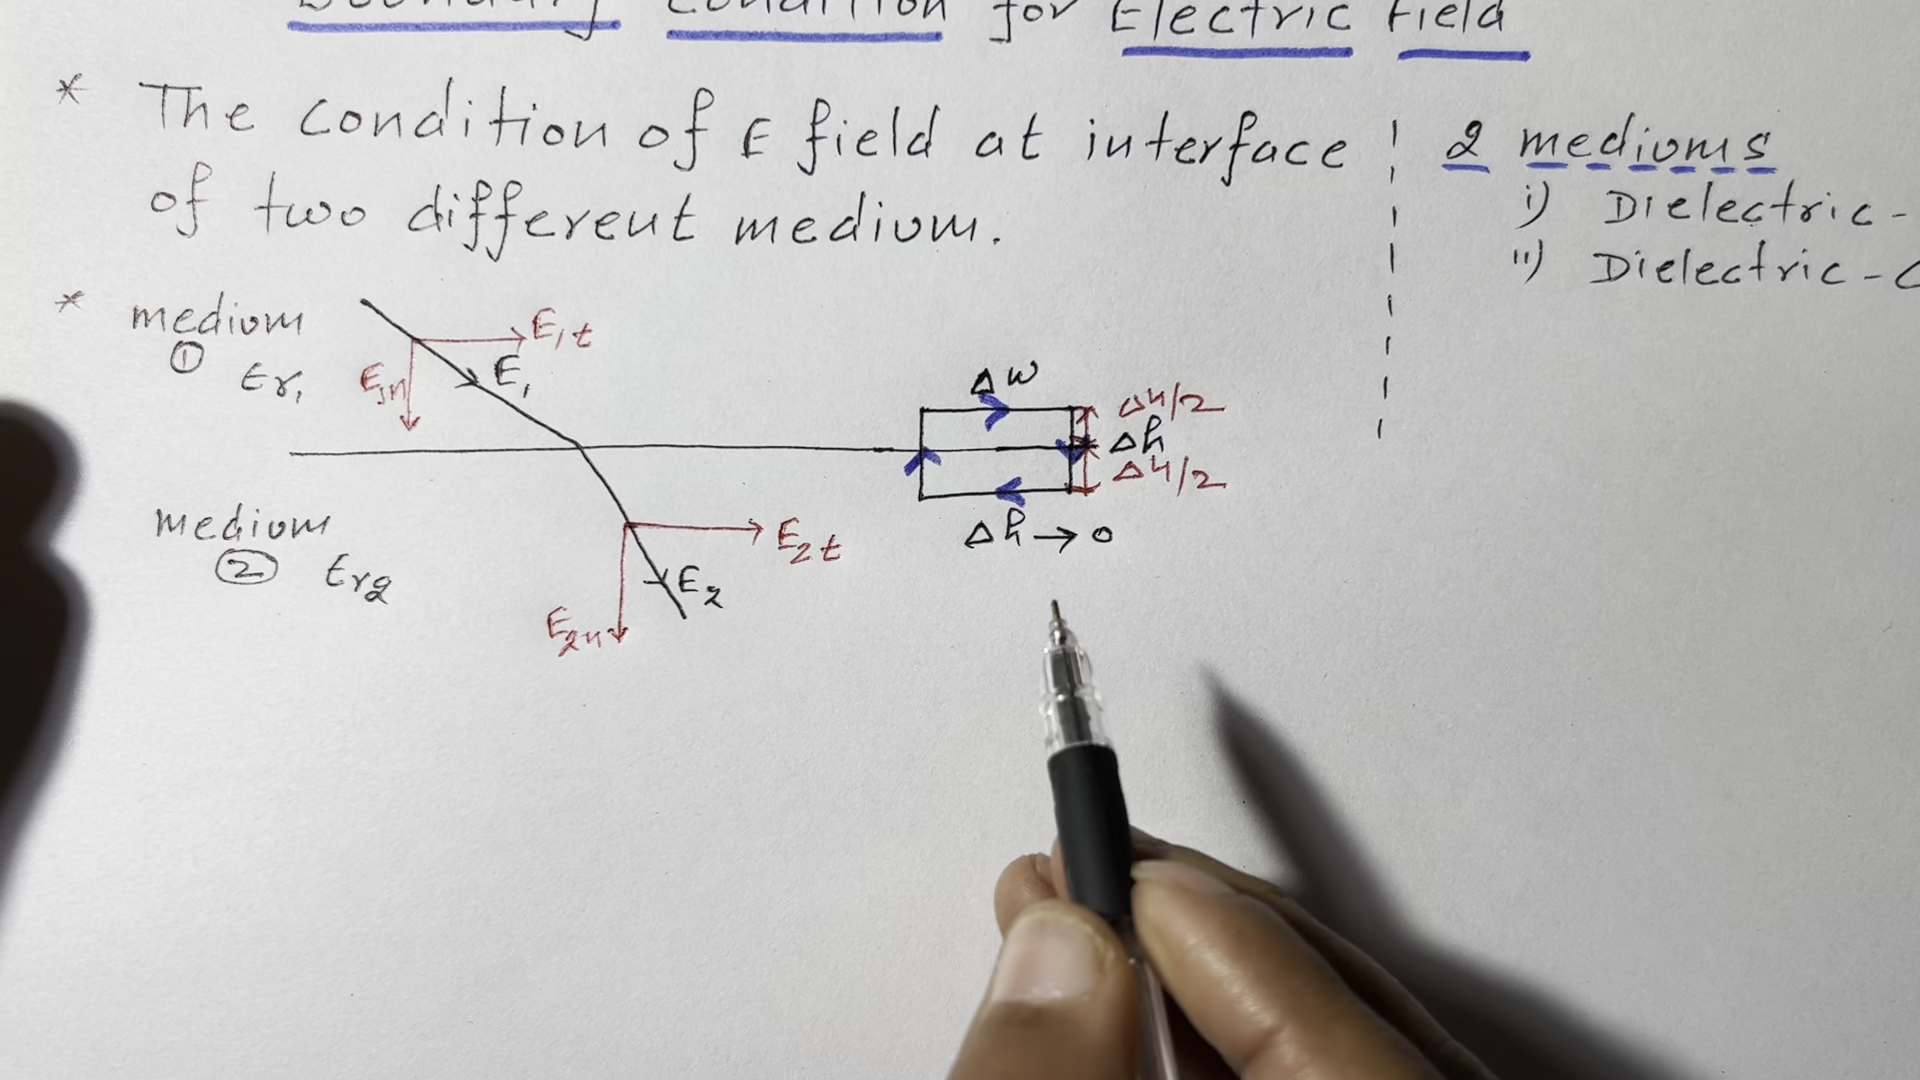 Boundary Condition for Electric Field
* The condition of E field at interface
of two different medium.
2 mediums
i) Dielectric -
ii) Dielectric - C
* medium
① εr₁
E₁t
E₁n
E₁
medium
② εr₂
E₂t
E₂n
E₂
Δw
Δh/2
Δh
Δh/2
Δh → 0